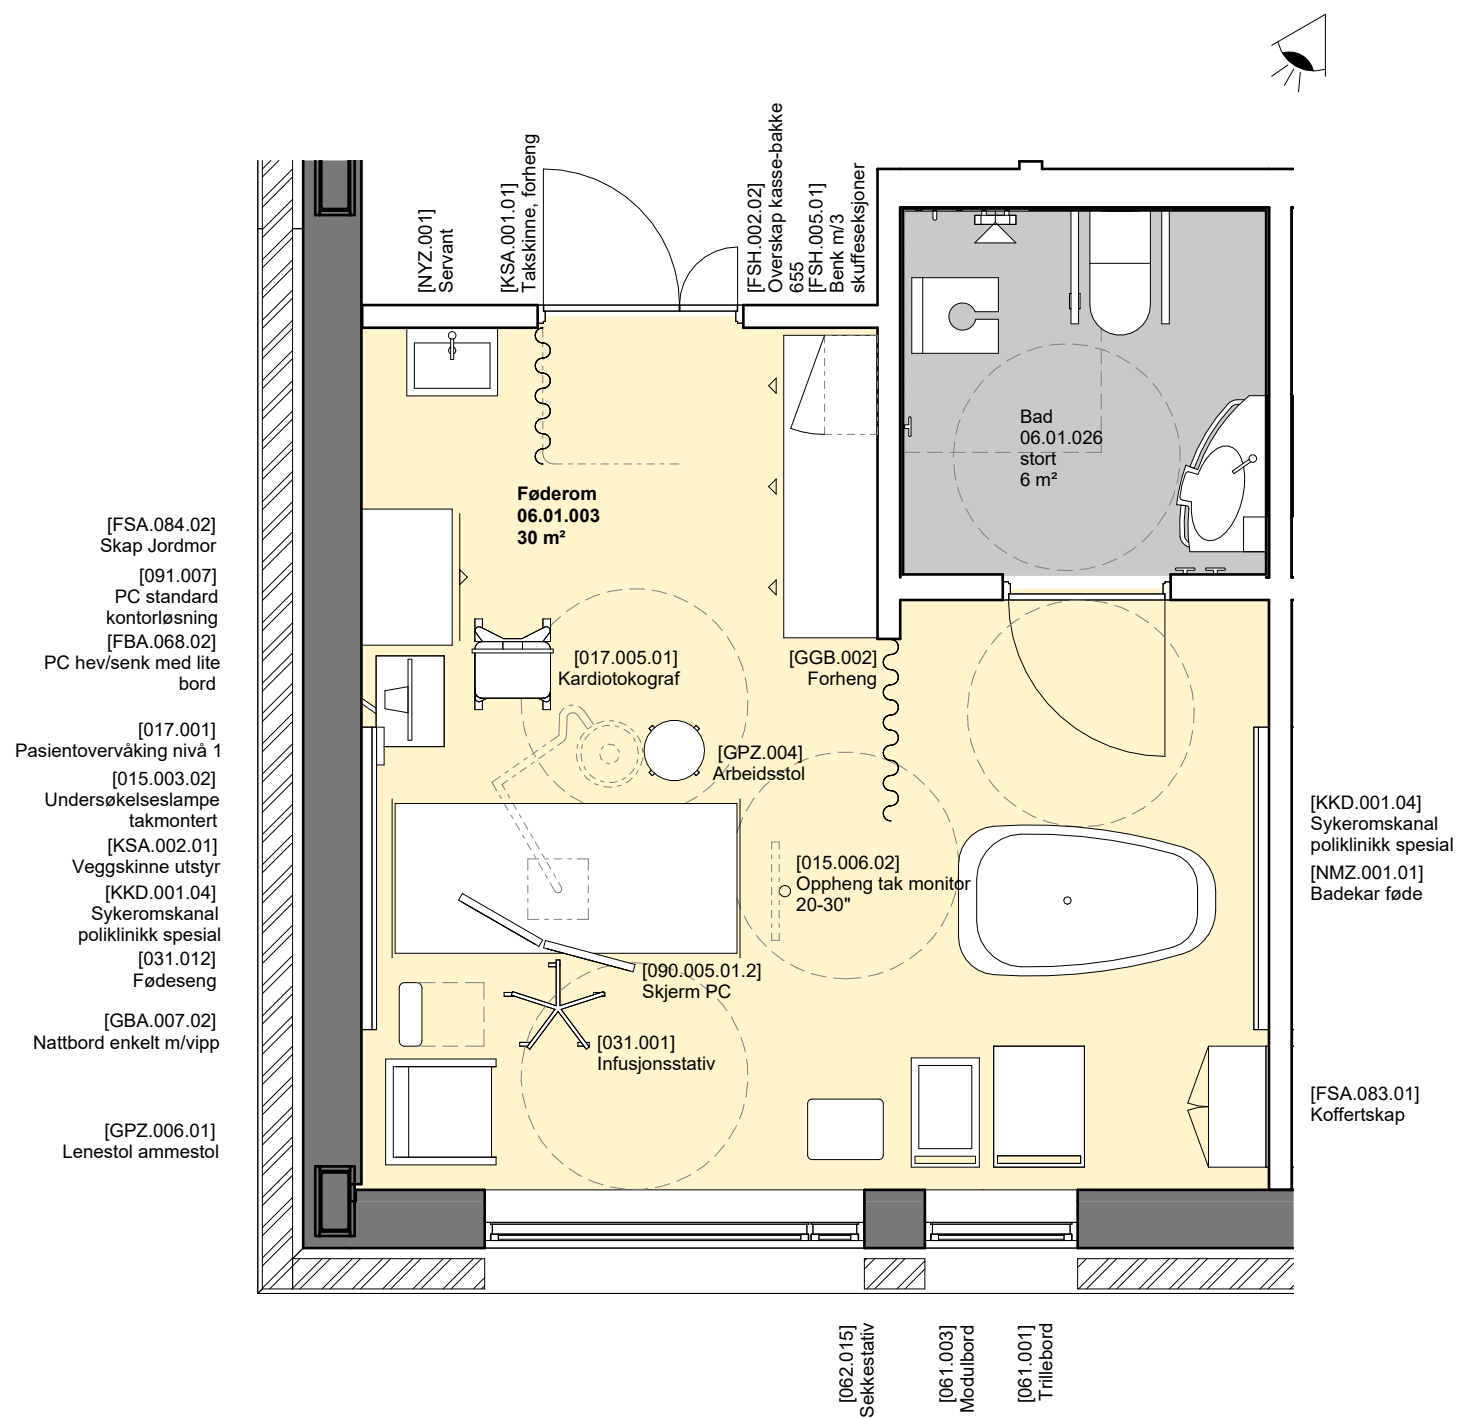 [NYZ.001]
Servant
[KSA.001.01]
Takskinne, forheng
[FSH.002.02]
Overskap kasse-bakke
655
[FSH.005.01]
Benk m/3
skuffeseksjoner
Bad
06.01.026
stort
6 m²
Føderom
06.01.003
30 m²
[FSA.084.02]
Skap Jordmor
[091.007]
PC standard
kontorløsning
[FBA.068.02]
PC hev/senk med lite
bord
[017.001]
Pasientovervåking nivå 1
[015.003.02]
Undersøkelseslampe
takmontert
[KSA.002.01]
Veggskinne utstyr
[KKD.001.04]
Sykeromskanal
poliklinikk spesial
[031.012]
Fødeseng
[GBA.007.02]
Nattbord enkelt m/vipp
[GPZ.006.01]
Lenestol ammestol
[017.005.01]
Kardiotokograf
[GGB.002]
Forheng
[GPZ.004]
Arbeidsstol
[015.006.02]
Oppheng tak monitor
20-30"
[090.005.01.2]
Skjerm PC
[031.001]
Infusjonsstativ
[KKD.001.04]
Sykeromskanal
poliklinikk spesial
[NMZ.001.01]
Badekar føde
[FSA.083.01]
Koffertskap
[062.015]
Sekkestativ
[061.003]
Modulbord
[061.001]
Trillebord